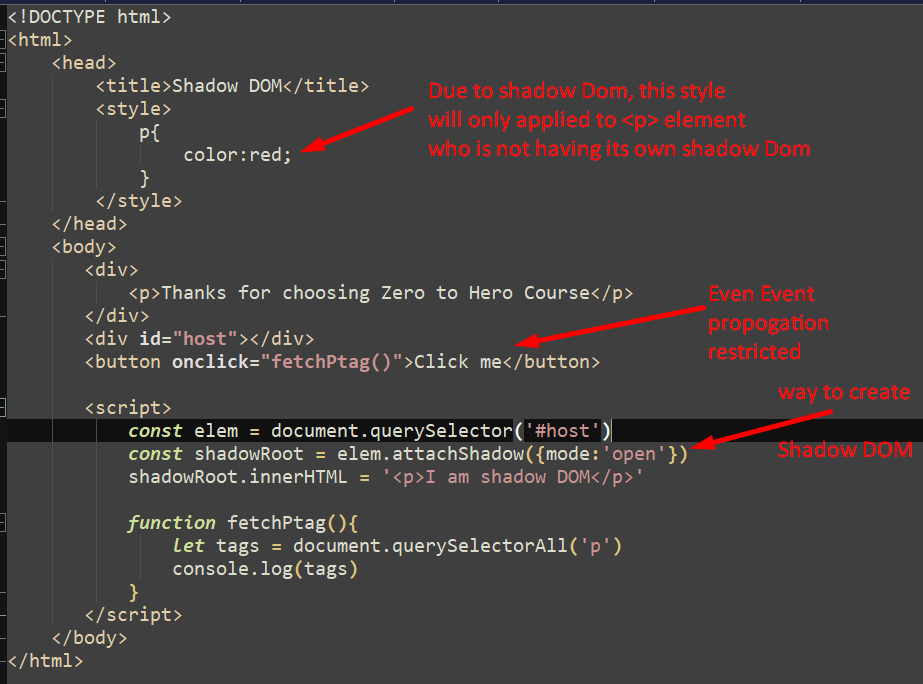 <!DOCTYPE html>
<html>
<head>
<title>Shadow DOM</title>
<style>
p{
color:red;
}
</style>
</head>
<body>
<div>
<p>Thanks for choosing Zero to Hero Course</p>
</div>
<div id="host"></div>
<button onclick="fetchPtag()">Click me</button>
<script>
const elem = document.querySelector('#host')
const shadowRoot = elem.attachShadow({mode:'open'})
shadowRoot.innerHTML = '<p>I am shadow DOM</p>'
function fetchPtag(){
let tags = document.querySelectorAll('p')
console.log(tags)
}
</script>
</body>
</html>
Due to shadow Dom, this style
will only applied to <p> element
who is not having its own shadow Dom
Even Event
propogation
restricted
way to create
Shadow DOM